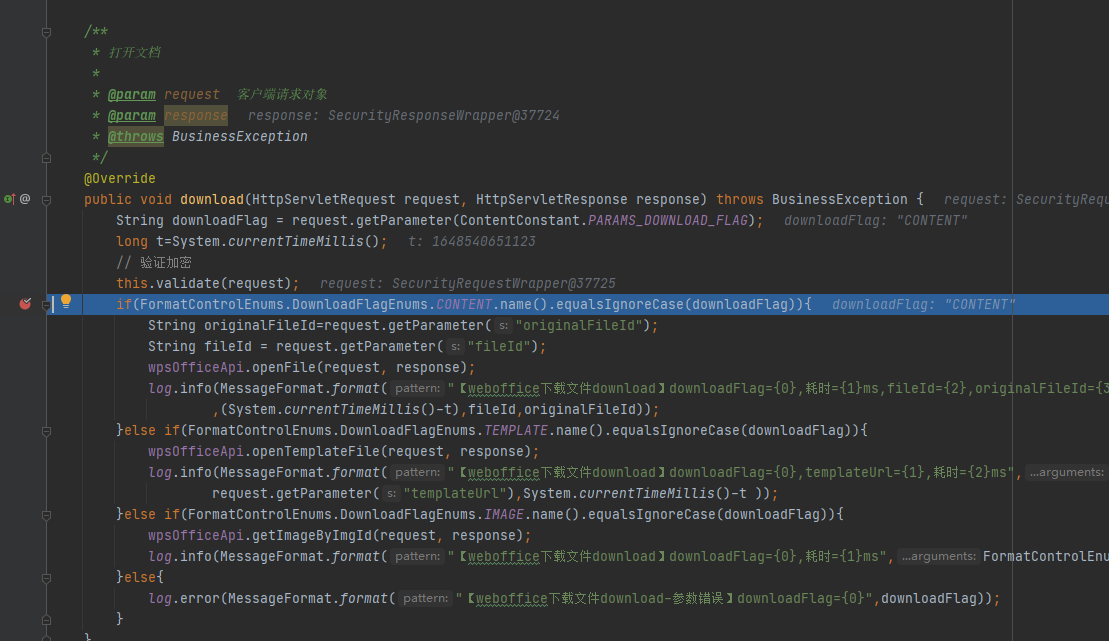 /**
* 打开文档
*
* @param request 客户端请求对象
* @param response response: SecurityResponseWrapper@37724
* @throws BusinessException
*/
@Override
public void download(HttpServletRequest request, HttpServletResponse response) throws BusinessException { request: SecurityRequ
String downloadFlag = request.getParameter(ContentConstant.PARAMS_DOWNLOAD_FLAG); downloadFlag: "CONTENT"
long t=System.currentTimeMillis(); t: 1648540651123
// 验证加密
this.validate(request); request: SecurityRequestWrapper@37725
if(FormatControlEnums.DownloadFlagEnums.CONTENT.name().equalsIgnoreCase(downloadFlag)){ downloadFlag: "CONTENT"
String originalFileId=request.getParameter( s: "originalFileId");
String fileId = request.getParameter( s: "fileId");
wpsOfficeApi.openFile(request, response);
log.info(MessageFormat.format( pattern: "【weboffice下载文件download】downloadFlag={0},耗时={1}ms,fileId={2},originalFileId={3
,(System.currentTimeMillis()-t),fileId,originalFileId));
}else if(FormatControlEnums.DownloadFlagEnums.TEMPLATE.name().equalsIgnoreCase(downloadFlag)){
wpsOfficeApi.openTemplateFile(request, response);
log.info(MessageFormat.format( pattern: "【weboffice下载文件download】downloadFlag={0},templateUrl={1},耗时={2}ms", ...arguments:
request.getParameter( s: "templateUrl"),System.currentTimeMillis()-t ));
}else if(FormatControlEnums.DownloadFlagEnums.IMAGE.name().equalsIgnoreCase(downloadFlag)){
wpsOfficeApi.getImageByImgId(request, response);
log.info(MessageFormat.format( pattern: "【weboffice下载文件download】downloadFlag={0},耗时={1}ms", ...arguments: FormatControlEnu
}else{
log.error(MessageFormat.format( pattern: "【weboffice下载文件download-参数错误】downloadFlag={0}",downloadFlag));
}
}